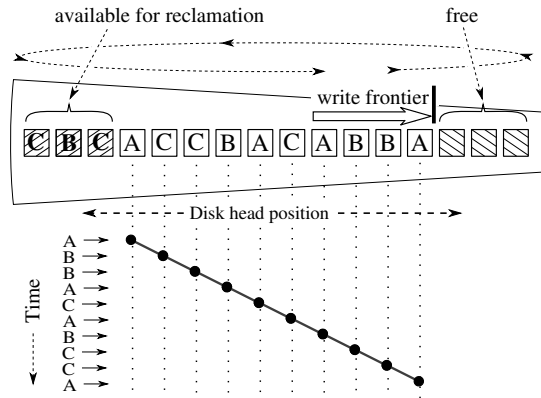 available for reclamation
free
write frontier
C B C A C C B A C A B B A
Disk head position
Time
A
B
B
A
C
A
B
C
C
A